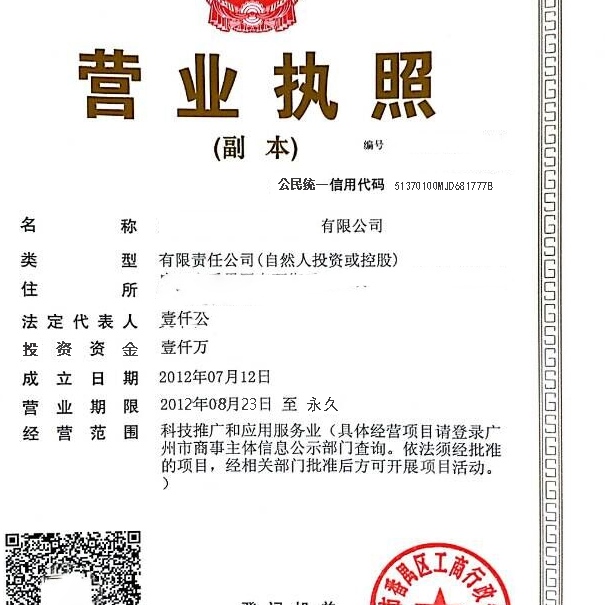 营业执照
(副 本) 编号
公民统一信用代码 51370100MJD681777B
名 称 有限公司
类 型 有限责任公司(自然人投资或控股)
住 所
法定代表人 壹仟公
投资资金 壹仟万
成立日期 2012年07月12日
营业期限 2012年08月23日 至 永久
经营范围 科技推广和应用服务业（具体经营项目请登录广
州市商事主体信息公示部门查询。依法须经批准
的项目，经相关部门批准后方可开展项目活动。
）
登记机关
番禺区工商行政